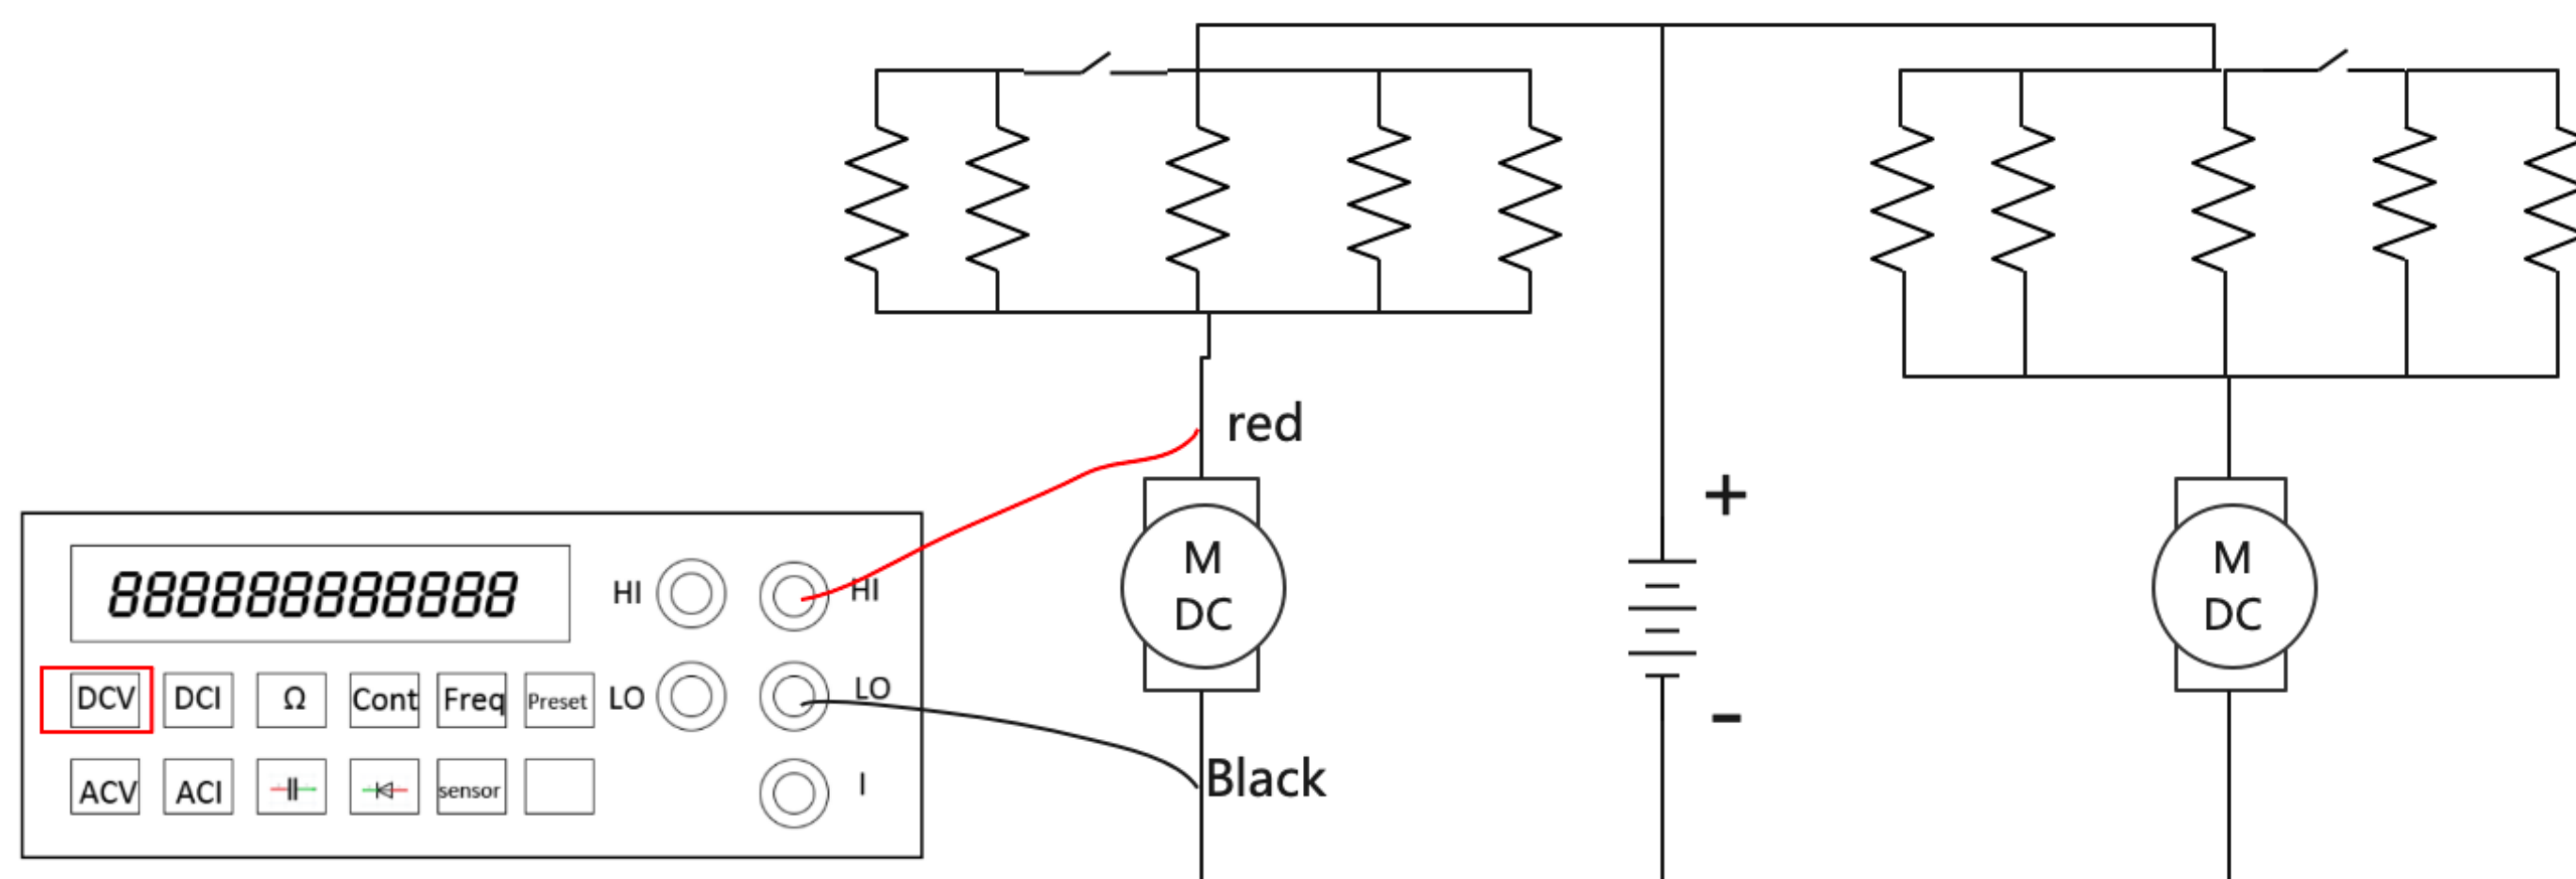 red
888888888888
HI
HI
M
DC
+
M
DC
DCV
DCI
Ω
Cont
Freq
Preset
LO
LO
-
Black
ACV
ACI
sensor
I